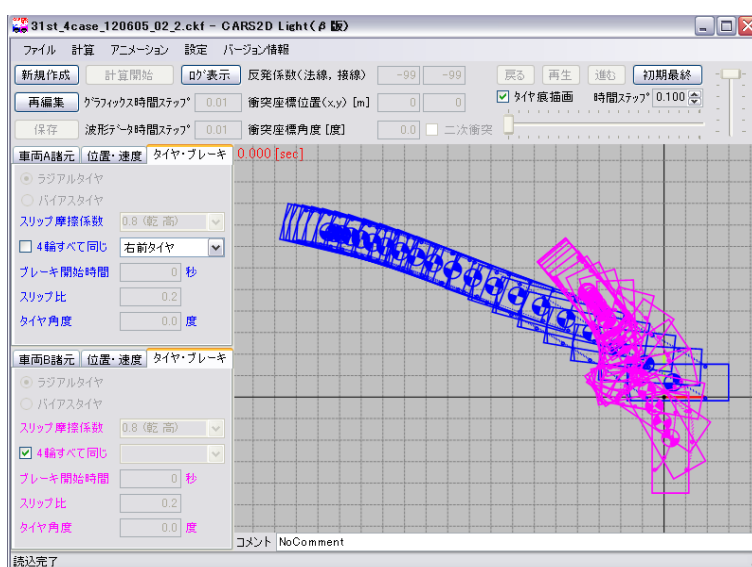 31st_4case_120605_02_2.ckf - CARS2D Light(β版)
ファイル 計算 アニメーション 設定 バージョン情報
新規作成 計算開始 ログ表示 反発係数(法線, 接線) -99 -99 戻る 再生 進む 初期最終
再編集 グラフィックス時間ステップ 0.01 衝突座標位置(x,y) [m] 0 0 タイヤ痕描画 時間ステップ 0.100
保存 波形データ時間ステップ 0.01 衝突座標角度 [度] 0.0 二次衝突
車両A諸元 位置・速度 タイヤ・ブレーキ 0.000 [sec]
ラジアルタイヤ
バイアスタイヤ
スリップ摩擦係数 0.8 (乾 高)
4輪すべて同じ 右前タイヤ
ブレーキ開始時間 0 秒
スリップ比 0.2
タイヤ角度 0.0 度
車両B諸元 位置・速度 タイヤ・ブレーキ
ラジアルタイヤ
バイアスタイヤ
スリップ摩擦係数 0.8 (乾 高)
4輪すべて同じ
ブレーキ開始時間 0 秒
スリップ比 0.2
タイヤ角度 0.0 度
コメント NoComment
読込完了